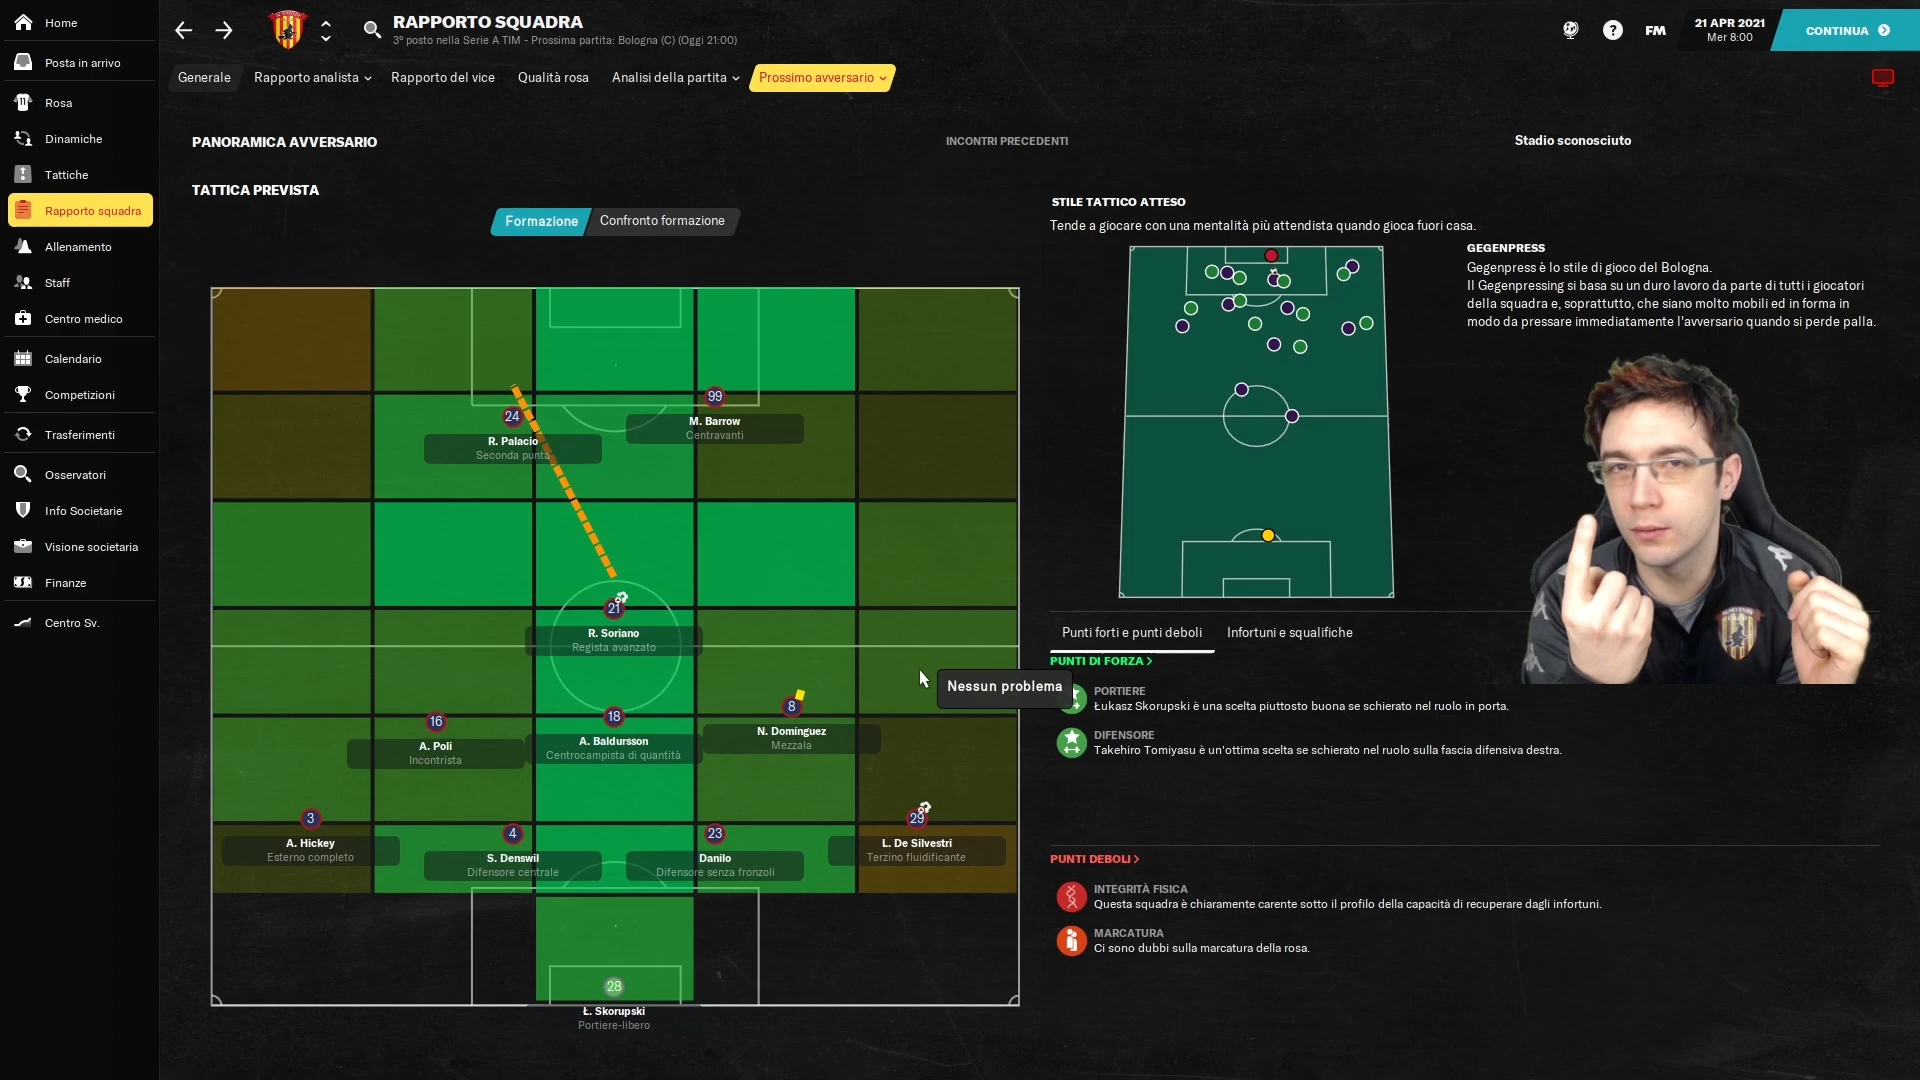 Home
Posta in arrivo
Rosa
Dinamiche
Tattiche
Rapporto squadra
Allenamento
Staff
Centro medico
Calendario
Competizioni
Trasferimenti
Osservatori
Info Societarie
Visione societaria
Finanze
Centro Sv.
RAPPORTO SQUADRA
3° posto nella Serie A TIM - Prossima partita: Bologna (C) (Oggi 21:00)
FM
21 APR 2021
Mer 8:00
CONTINUA
Generale
Rapporto analista
Rapporto del vice
Qualità rosa
Analisi della partita
Prossimo avversario
PANORAMICA AVVERSARIO
INCONTRI PRECEDENTI
Stadio sconosciuto
TATTICA PREVISTA
Formazione
Confronto formazione
24
R. Palacio
Seconda punta
99
M. Barrow
Centravanti
21
R. Soriano
Regista avanzato
16
A. Poli
Incontrista
18
A. Baldursson
Centrocampista di quantità
8
N. Domínguez
Mezzala
3
A. Hickey
Esterno completo
4
S. Denswil
Difensore centrale
23
Danilo
Difensore senza fronzoli
29
L. De Silvestri
Terzino fluidificante
28
Ł. Skorupski
Portiere-libero
STILE TATTICO ATTESO
Tende a giocare con una mentalità più attendista quando gioca fuori casa.
GEGENPRESS
Gegenpress è lo stile di gioco del Bologna.
Il Gegenpressing si basa su un duro lavoro da parte di tutti i giocatori
della squadra e, soprattutto, che siano molto mobili ed in forma in
modo da pressare immediatamente l'avversario quando si perde palla.
Punti forti e punti deboli
Infortuni e squalifiche
PUNTI DI FORZA
Nessun problema
PORTIERE
Łukasz Skorupski è una scelta piuttosto buona se schierato nel ruolo in porta.
DIFENSORE
Takehiro Tomiyasu è un'ottima scelta se schierato nel ruolo sulla fascia difensiva destra.
PUNTI DEBOLI
INTEGRITÀ FISICA
Questa squadra è chiaramente carente sotto il profilo della capacità di recuperare dagli infortuni.
MARCATURA
Ci sono dubbi sulla marcatura della rosa.